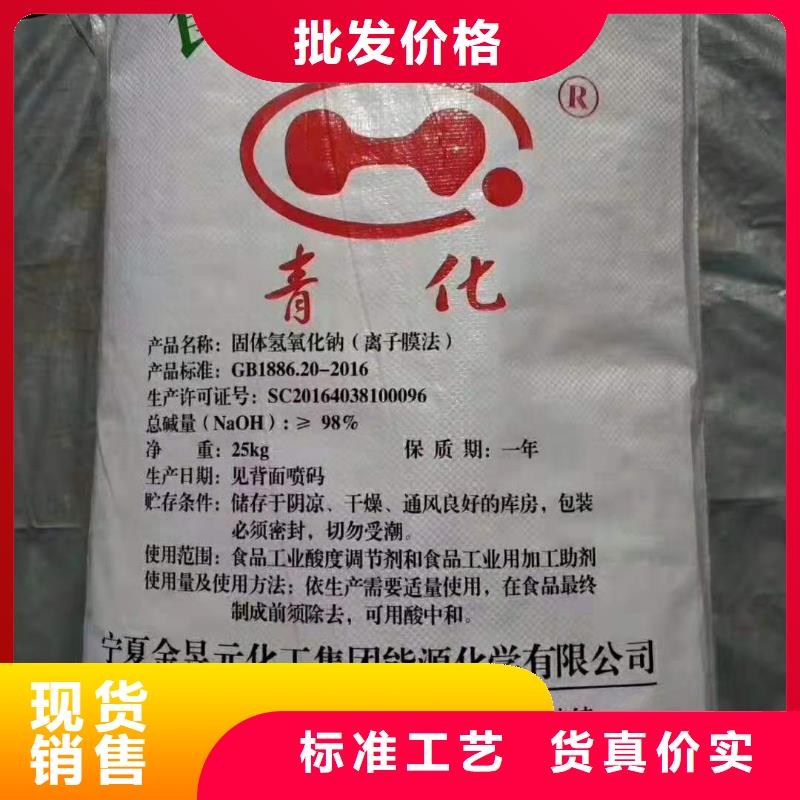 批发价格
®
青化
产品名称：固体氢氧化钠（离子膜法）
产品标准：GB1886.20-2016
生产许可证号：SC20164038100096
总碱量（NaOH）：≥ 98%
净 重：25kg 保 质 期：一年
生产日期：见背面喷码
贮存条件：储存于阴凉、干燥、通风良好的库房，包装
必须密封，切勿受潮。
使用范围：食品工业酸度调节剂和食品工业用加工助剂
使用量及使用方法：依生产需要适量使用，在食品最终
制成前须除去，可用酸中和。
宁夏金昱元化工集团能源化学有限公司
现货
销售
标准工艺 货真价实